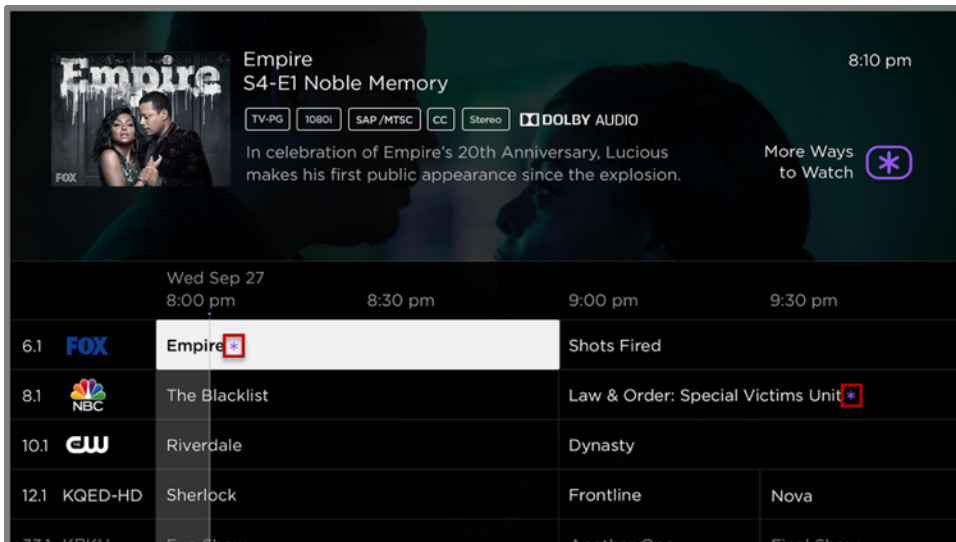 Empire
S4-E1 Noble Memory
8:10 pm
TV-PG 1080i SAP/MTSC CC Stereo DOLBY AUDIO
In celebration of Empire's 20th Anniversary, Lucious
makes his first public appearance since the explosion.
More Ways
to Watch *
Empire
FOX
Wed Sep 27
8:00 pm 8:30 pm 9:00 pm 9:30 pm
6.1 FOX Empire * Shots Fired
8.1 NBC The Blacklist Law & Order: Special Victims Unit *
10.1 THE CW Riverdale Dynasty
12.1 KQED-HD Sherlock Frontline Nova